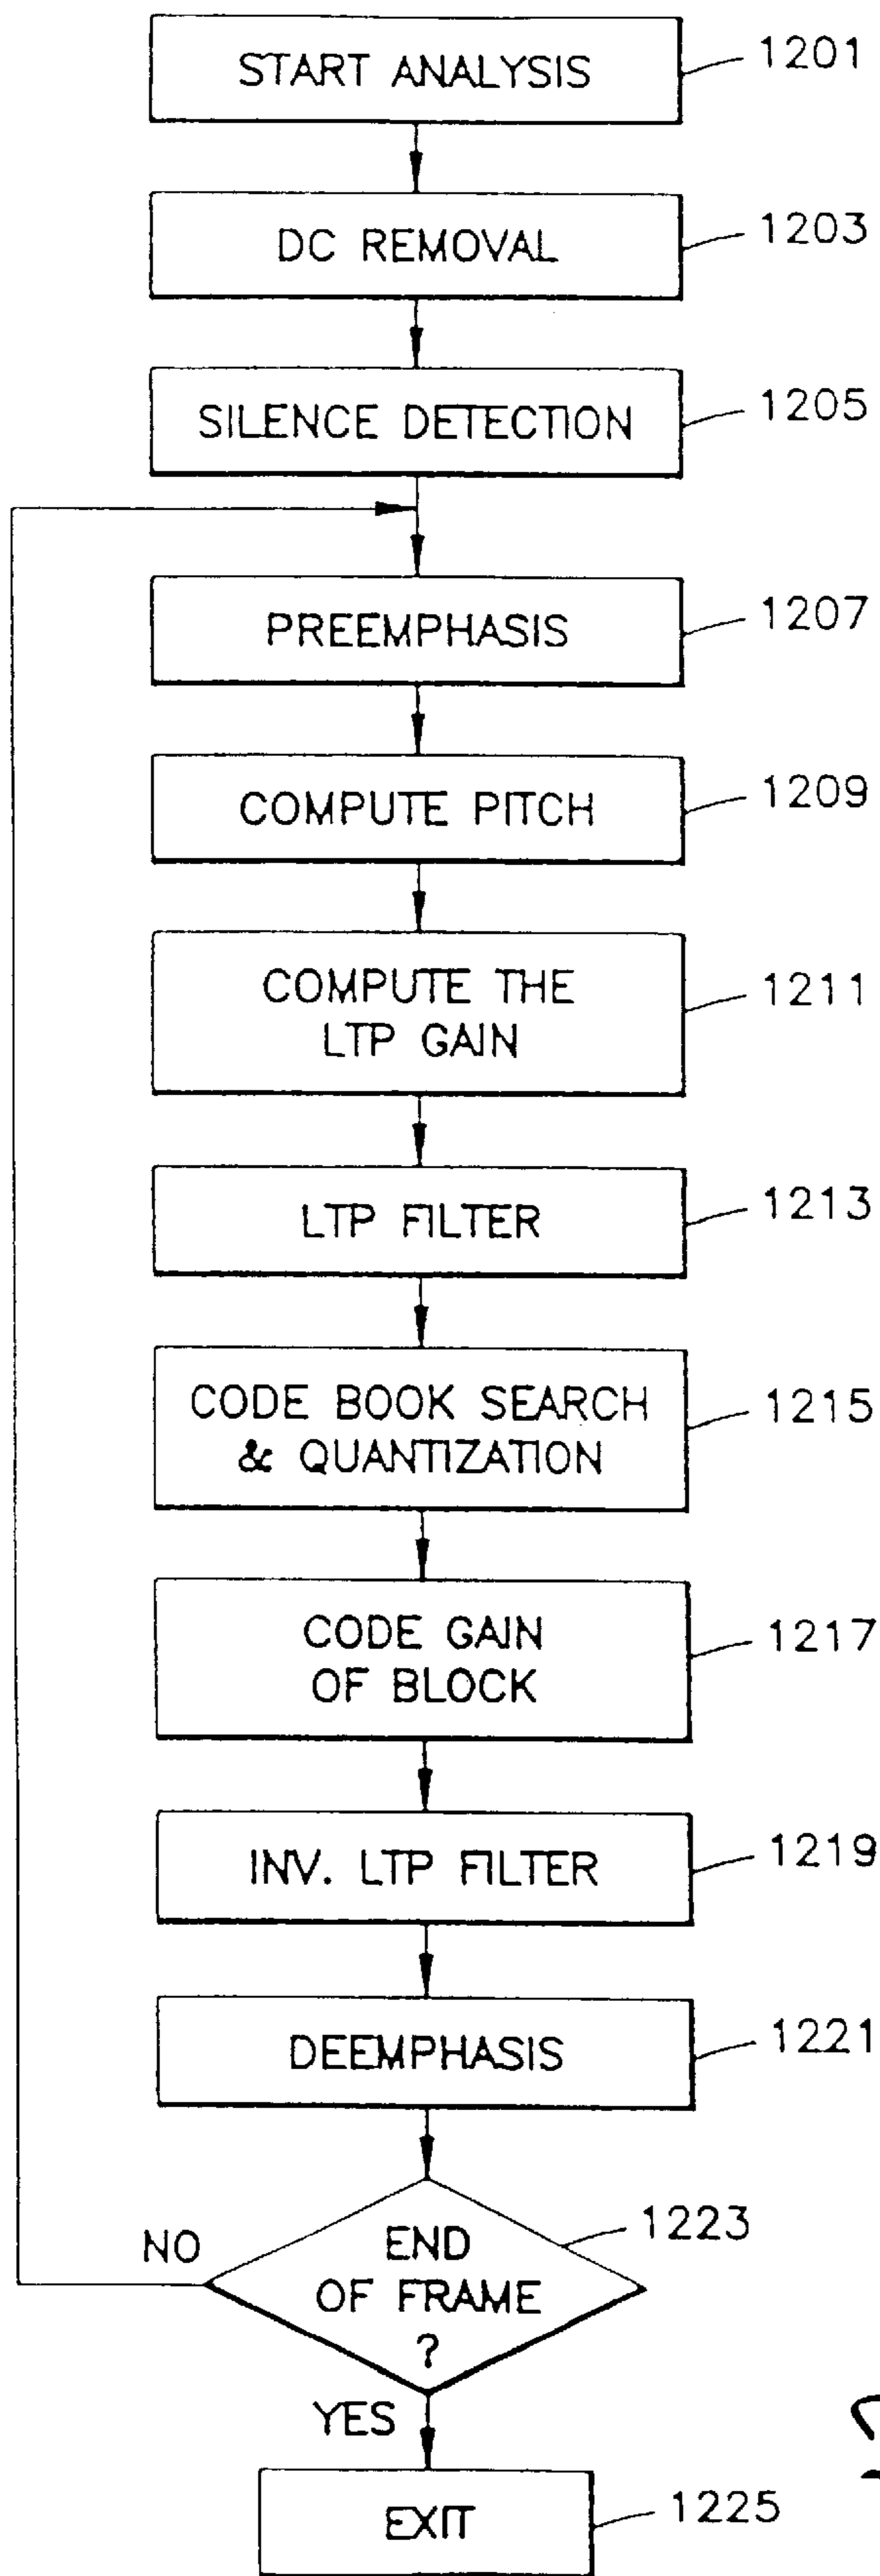 START ANALYSIS 1201
DC REMOVAL 1203
SILENCE DETECTION 1205
PREEMPHASIS 1207
COMPUTE PITCH 1209
COMPUTE THE 1211
LTP GAIN
LTP FILTER 1213
CODE BOOK SEARCH 1215
& QUANTIZATION
CODE GAIN 1217
OF BLOCK
INV. LTP FILTER 1219
DEEMPHASIS 1221
NO
END 1223
OF FRAME
?
YES
EXIT 1225